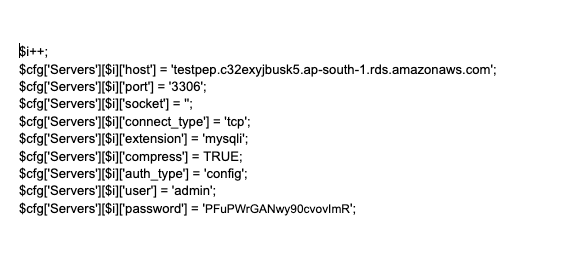 $i++;
$cfg['Servers'][$i]['host'] = 'testpep.c32exyjbusk5.ap-south-1.rds.amazonaws.com';
$cfg['Servers'][$i]['port'] = '3306';
$cfg['Servers'][$i]['socket'] = '';
$cfg['Servers'][$i]['connect_type'] = 'tcp';
$cfg['Servers'][$i]['extension'] = 'mysqli';
$cfg['Servers'][$i]['compress'] = TRUE;
$cfg['Servers'][$i]['auth_type'] = 'config';
$cfg['Servers'][$i]['user'] = 'admin';
$cfg['Servers'][$i]['password'] = 'PFuPWrGANwy90cvovImR';